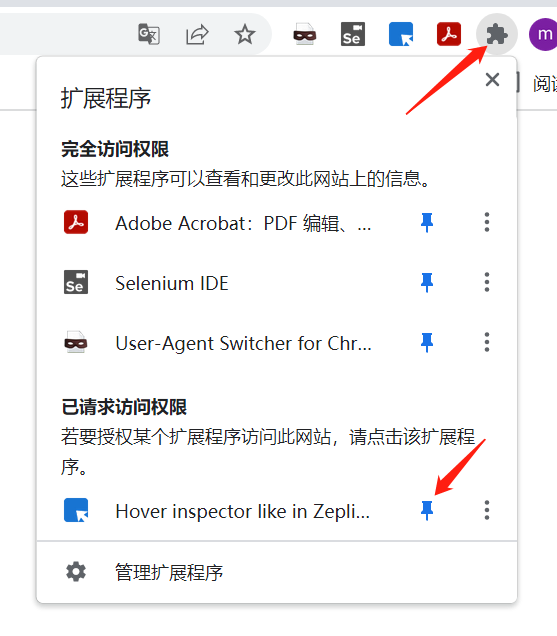 Se
m
扩展程序
阅读
完全访问权限
这些扩展程序可以查看和更改此网站上的信息。
Adobe Acrobat：PDF 编辑、...
Se
Selenium IDE
User-Agent Switcher for Chr...
已请求访问权限
若要授权某个扩展程序访问此网站，请点击该扩展程
序。
Hover inspector like in Zepli...
管理扩展程序